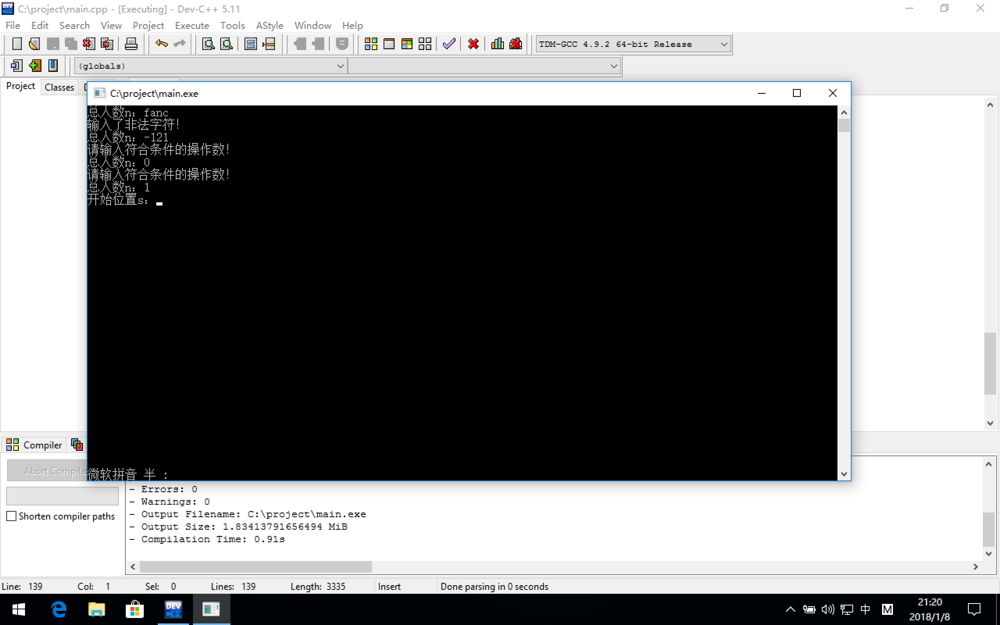 C:\project\main.cpp - [Executing] - Dev-C++ 5.11
File Edit Search View Project Execute Tools AStyle Window Help
TDM-GCC 4.9.2 64-bit Release
(globals)
Project Classes
C:\project\main.exe
总人数n：fanc
输入了非法字符！
总人数n：-121
请输入符合条件的操作数！
总人数n：0
请输入符合条件的操作数！
总人数n：1
开始位置s：
微软拼音 半 :
Compiler
Abort
Shorten compiler paths
- Errors: 0
- Warnings: 0
- Output Filename: C:\project\main.exe
- Output Size: 1.83413791656494 MiB
- Compilation Time: 0.91s
Line: 139 Col: 1 Sel: 0 Lines: 139 Length: 3335 Insert Done parsing in 0 seconds
DEV C++
中 M
21:20
2018/1/8